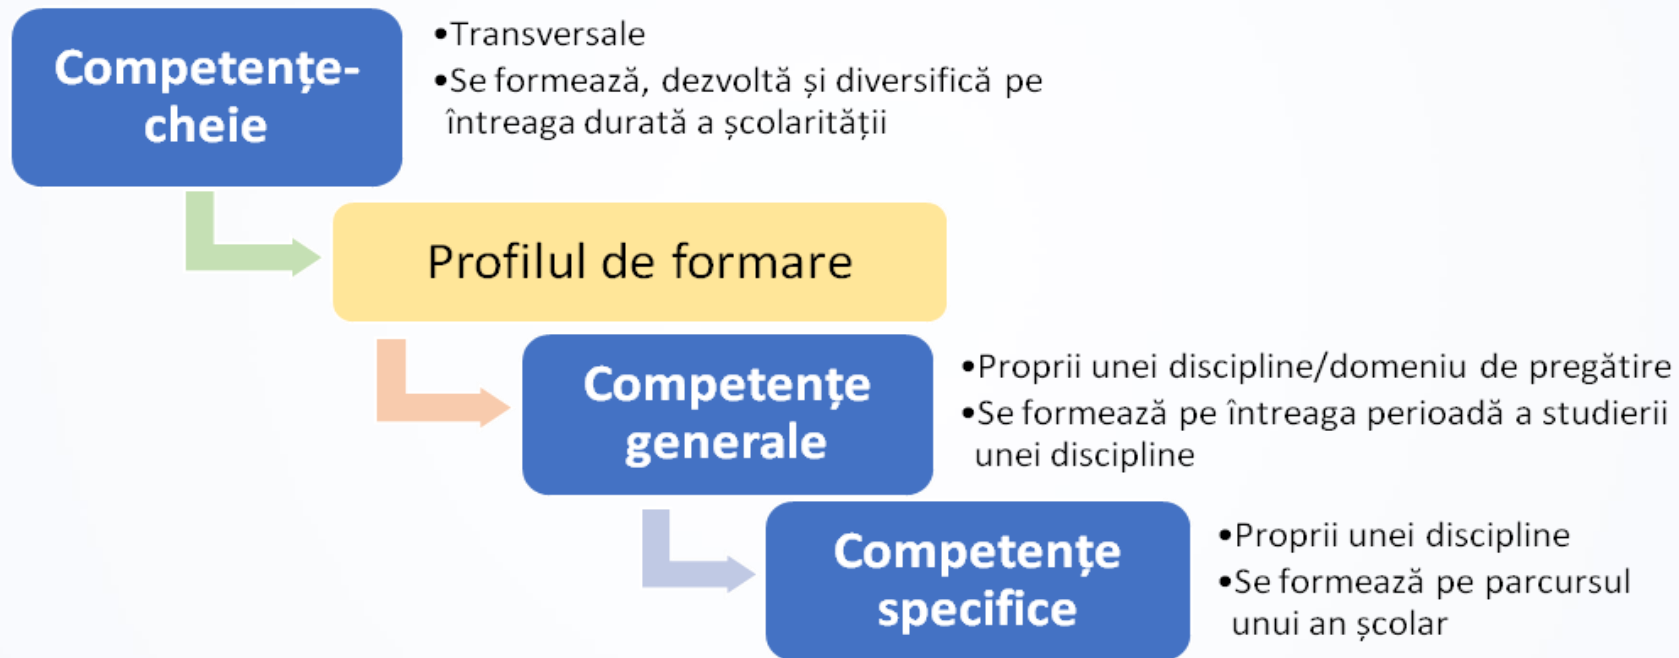 Competențe-
cheie
•Transversale
•Se formează, dezvoltă și diversifică pe
întreaga durată a școlarității
Profilul de formare
Competențe
generale
•Proprii unei discipline/domeniu de pregătire
•Se formează pe întreaga perioadă a studierii
unei discipline
Competențe
specifice
•Proprii unei discipline
•Se formează pe parcursul
unui an școlar